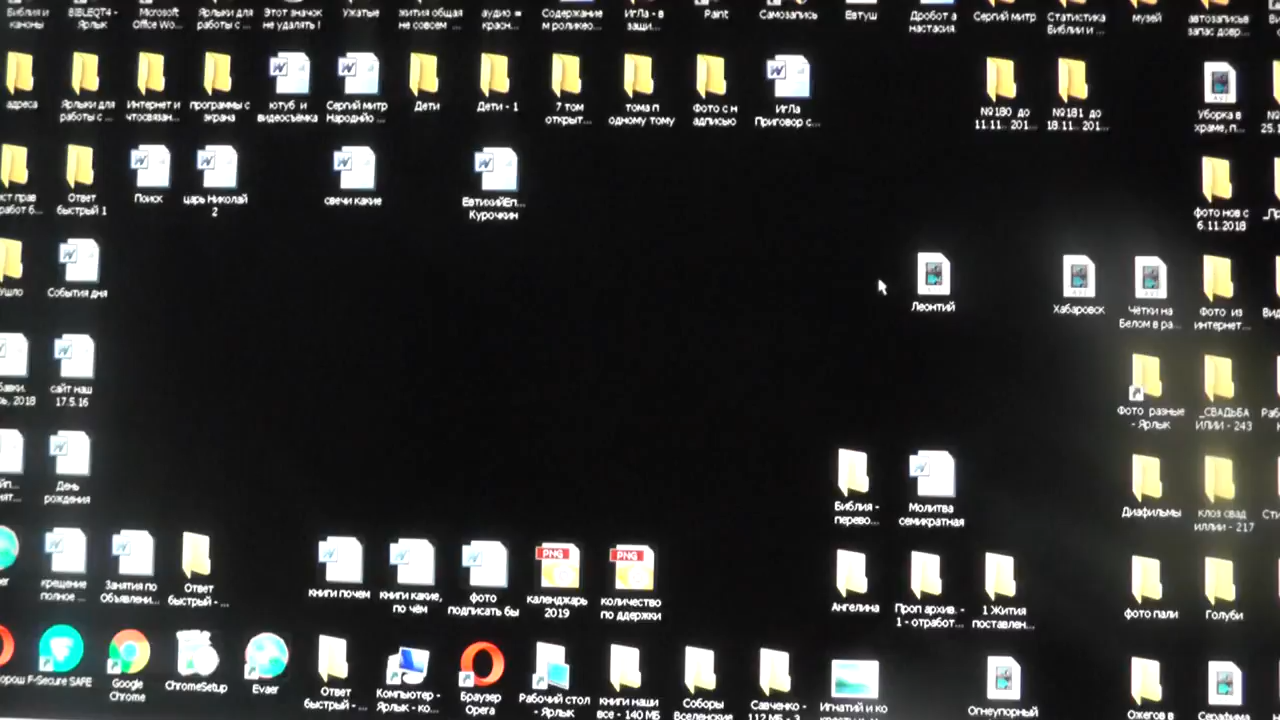 Библия и каноны
BIBLEQT4 - Ярлык
Microsoft Office Wo...
Ярлыки для работы с ...
Этот значок не удалять !
Ужатые
жития общая не совсем ...
аудио = красн...
Содержание м роликео...
ИгЛа - в защи...
Paint
Самозапись
Евтуш
Дробот а настасия.
Сергий митр
Статистика Библии и ...
музей
автозапись запас довр...
адреса
Ярлыки для работы с ...
Интернет и чтосвязан...
программы с экрана
ютуб и видеосъёмка
Сергий митр Народнйо ...
Дети
Дети - 1
7 том открыт...
тома п одному тому
Фото с н адписью
ИгЛа Приговор с...
№180 до 11.11. 201...
№181 до 18.11. 201...
Уборка в храме, п...
ист прав работ б...
Ответ быстрый 1
Поиск
царь Николай 2
свечи какие
ЕвтихийЕп... Курочкин
фото нов с 6.11.2018
ушло
События дня
Леонтий
Хабаровск
Чётки на Белом в ра...
Фото из интернет...
сайт наш 17.5.16
Фото разные - Ярлык
_СВАДЬБА ИЛИИ - 243
День рождения
Библия - перево...
Молитва семикратная
Диафильмы
клоз свад иллии - 217
крещение полное ...
Занятия по Объявлени...
Ответ быстрый - ...
книги почем
книги какие, по чём
PNG
фото подписать бы
календжарь 2019
PNG
количество по ддержки
Ангелина
Проп архив. - 1 - отработ...
1 Жития поставлен...
фото пали
Голуби
F-Secure SAFE
Google Chrome
ChromeSetup
Evaer
Ответ быстрый - ...
Компьютер - Ярлык - ко...
Браузер Opera
Рабочий стол - Ярлык
книги наши все - 140 МБ
Соборы Вселенские
Савченко - 112 МБ - 3
Игнатий и ко
Огнеупорный
Ожегов в